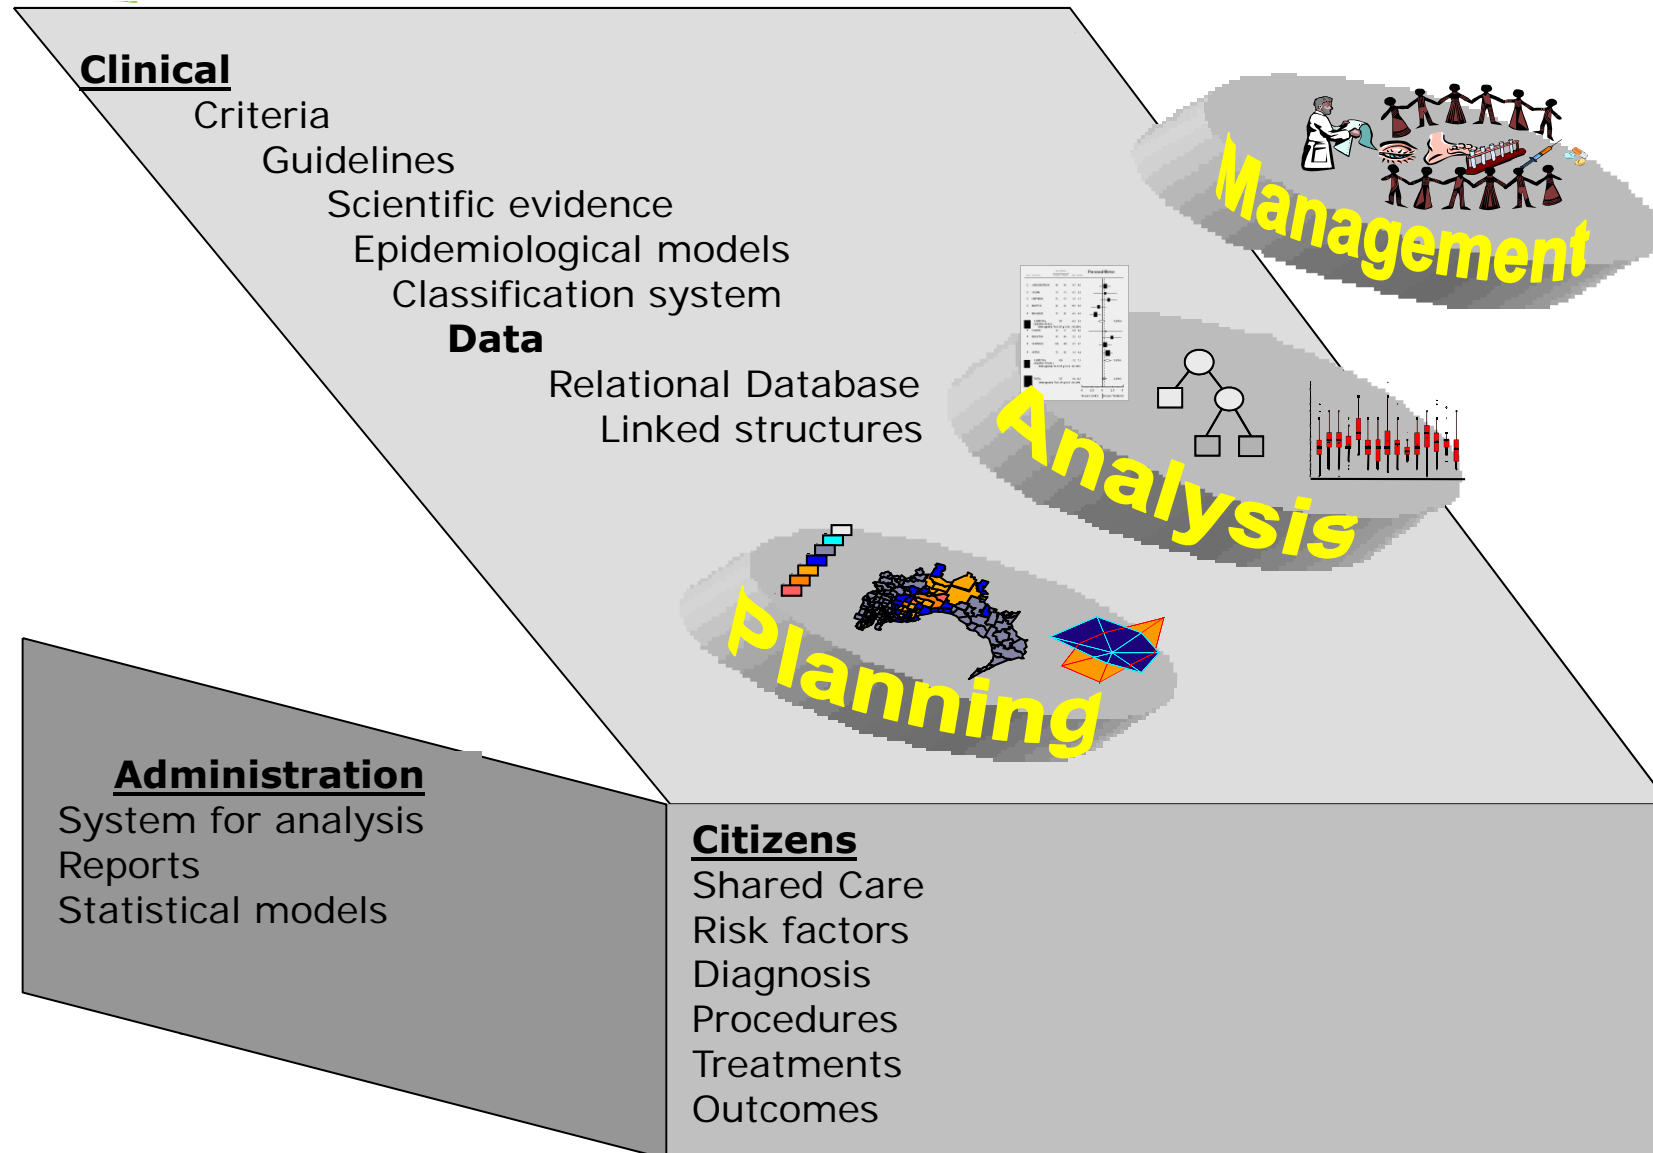 Clinical
Criteria
Guidelines
Scientific evidence
Epidemiological models
Classification system
Data
Relational Database
Linked structures
Management
Analysis
Planning
Administration
System for analysis
Reports
Statistical models
Citizens
Shared Care
Risk factors
Diagnosis
Procedures
Treatments
Outcomes